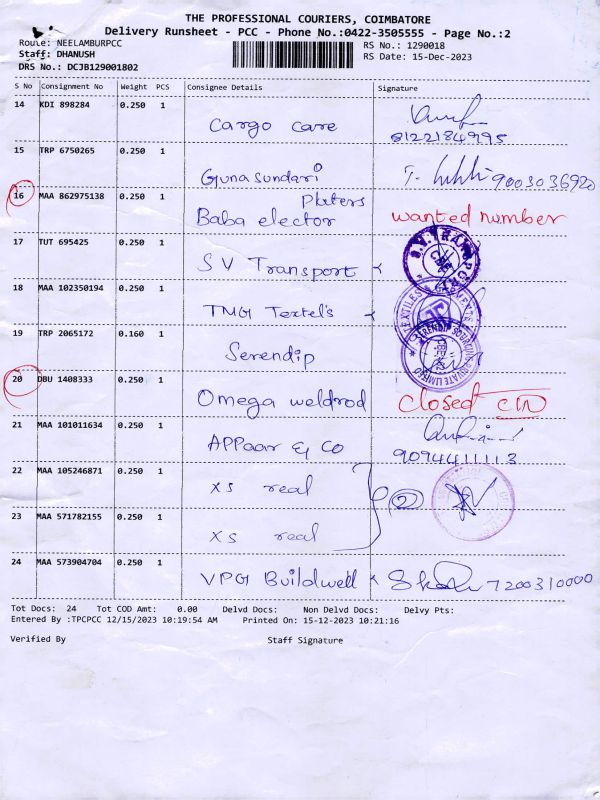 THE PROFESSIONAL COURIERS, COIMBATORE
Delivery Runsheet - PCC - Phone No.:0422-3505555 - Page No.:2
Route: NEELAMBURPCC RS No.: 1290018
Staff: DHANUSH RS Date: 15-Dec-2023
DRS No.: DCJB129001802
S No Consignment No Weight PCS Consignee Details Signature
14 KDI 898284 0.250 1
Cargo care
8122184995
15 TRP 6750265 0.250 1
Gunasundari 9003036920
16 MAA 862975138 0.250 1
Platers
Baba elector wanted number
17 TUT 695425 0.250 1
SV Transport
18 MAA 102350194 0.250 1
TMG Textel's
19 TRP 2065172 0.160 1
Serendip
20 DBU 1408333 0.250 1
Omega weldrod closed
21 MAA 101011634 0.250 1
APPaar & Co
9094411113
22 MAA 105246871 0.250 1
XS real 2
23 MAA 571782155 0.250 1
XS real
24 MAA 573904704 0.250 1
VPG Buildwell 7200310000
Tot Docs: 24 Tot COD Amt: 0.00 Delvd Docs: Non Delvd Docs: Delvy Pts:
Entered By :TPCPCC 12/15/2023 10:19:54 AM Printed On: 15-12-2023 10:21:16
Verified By Staff Signature